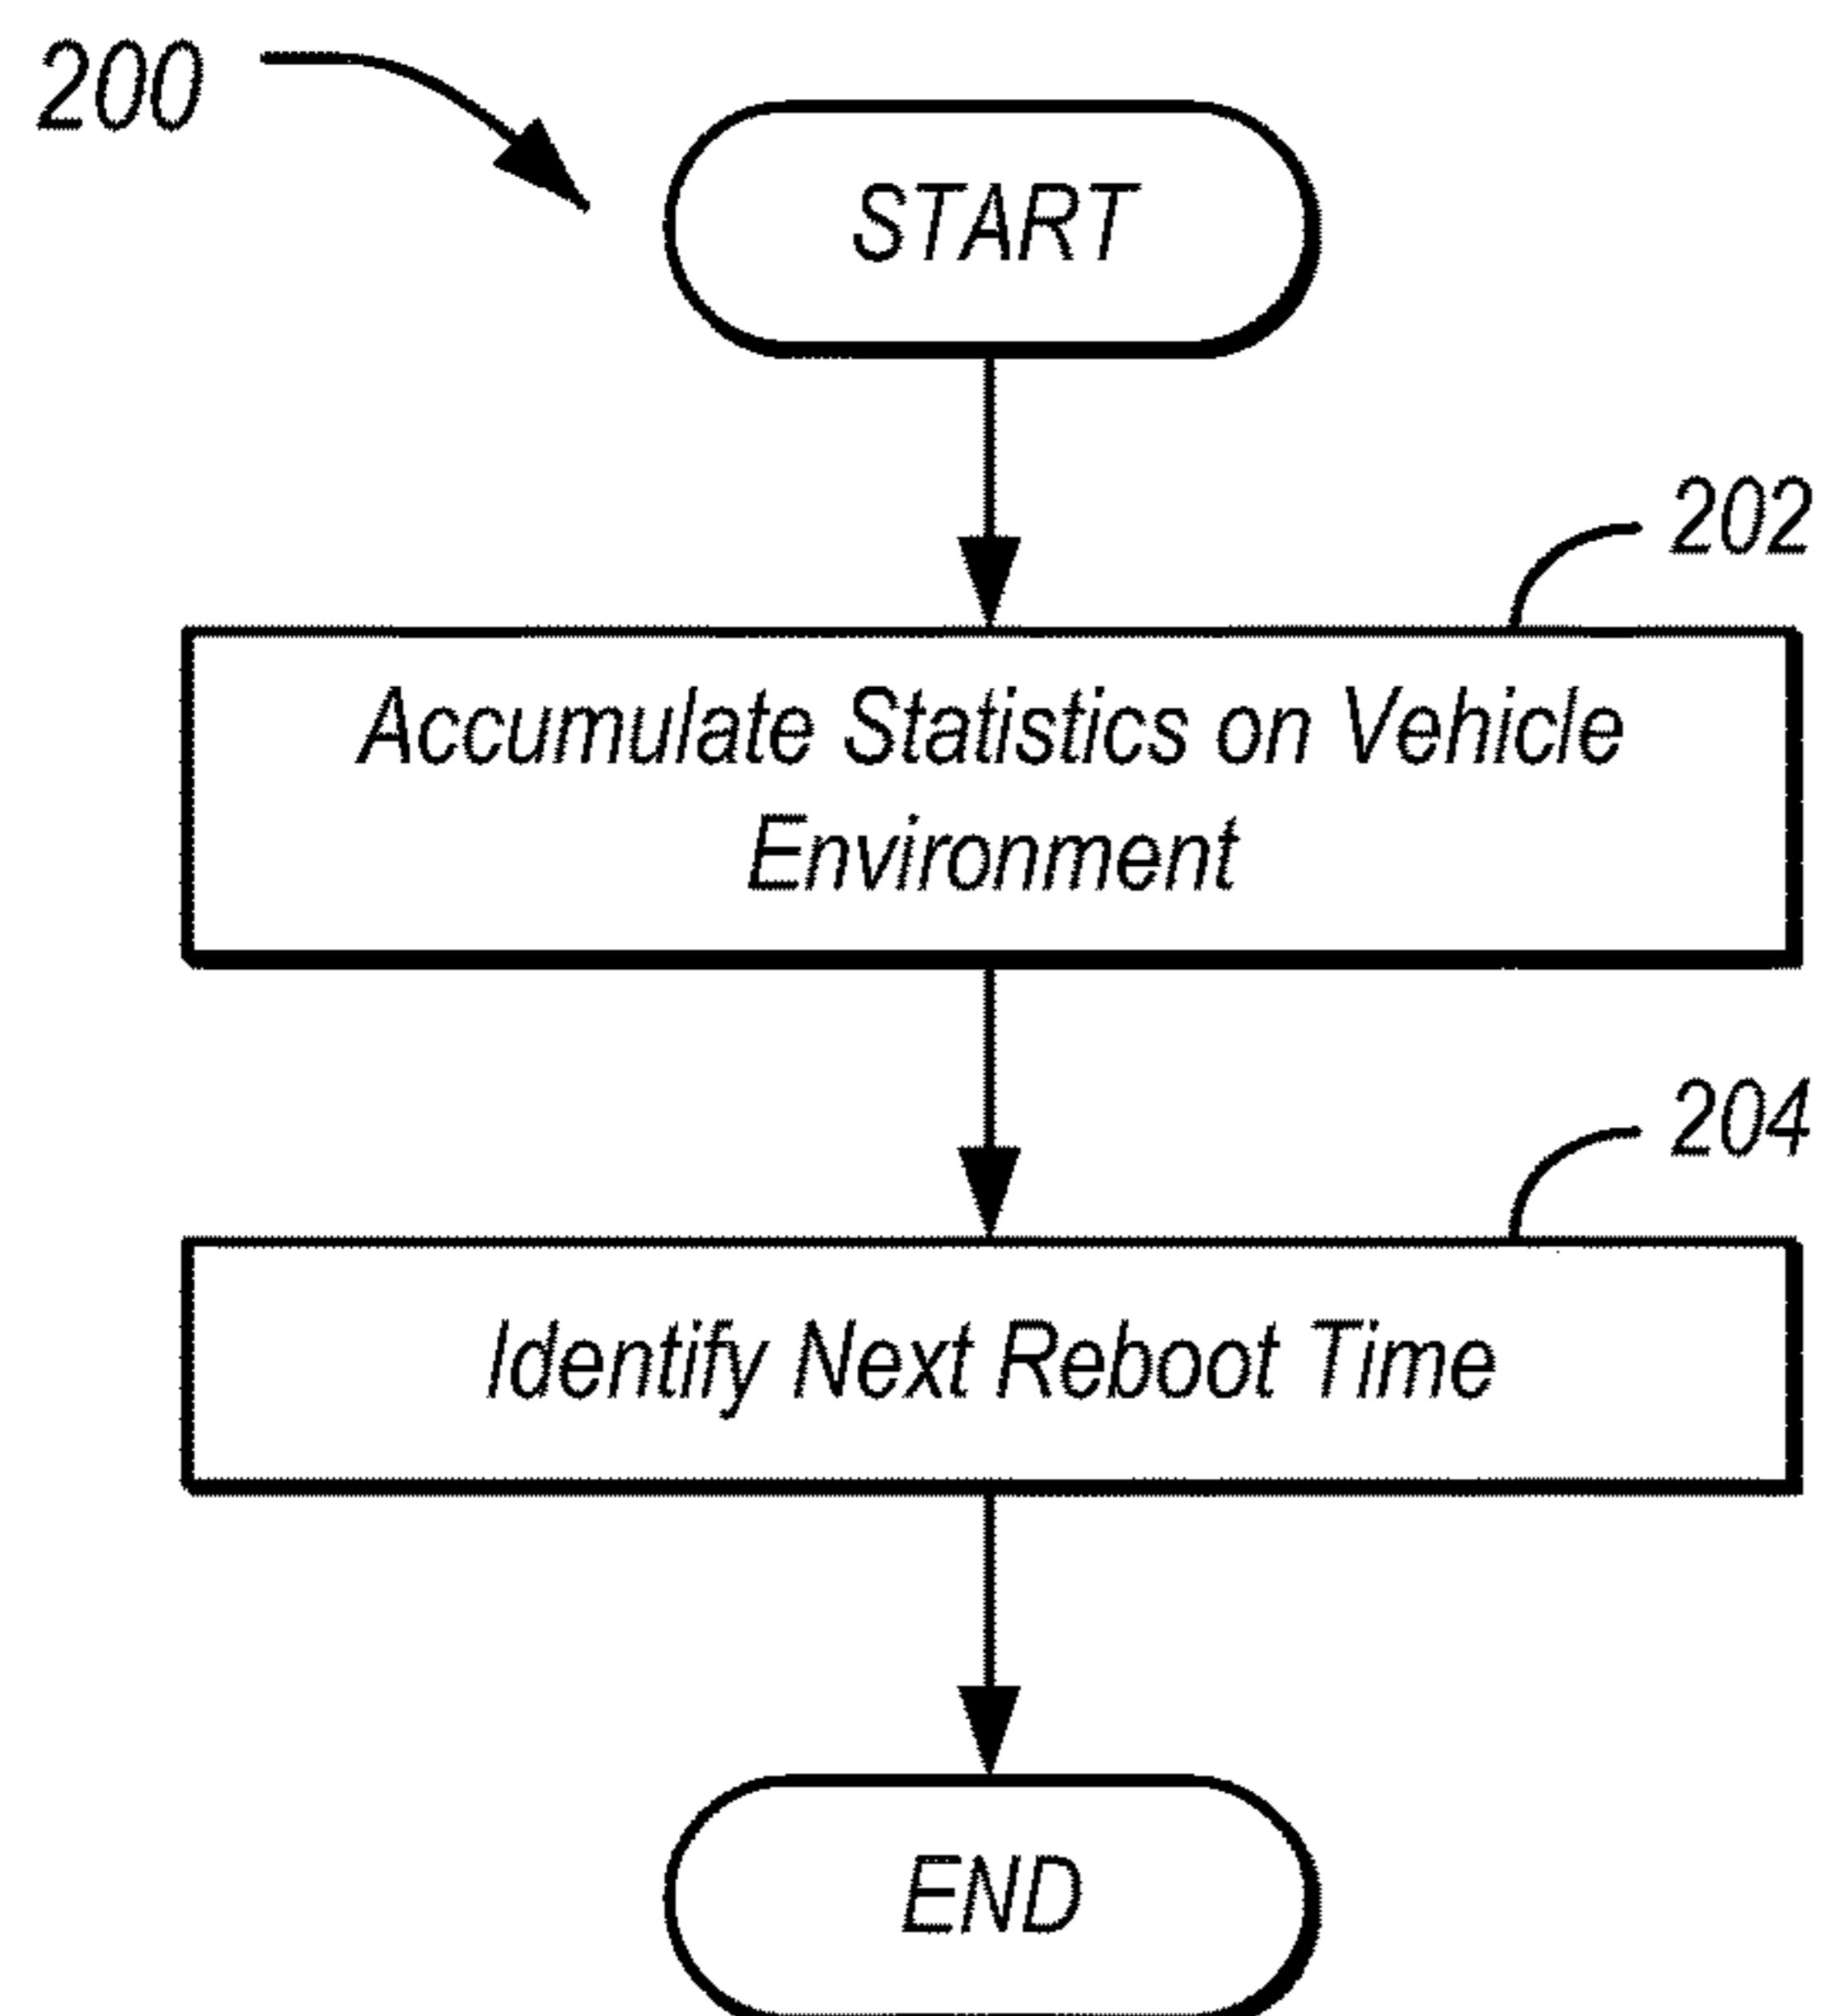 200
START
202
Accumulate Statistics on Vehicle
Environment
204
Identify Next Reboot Time
END